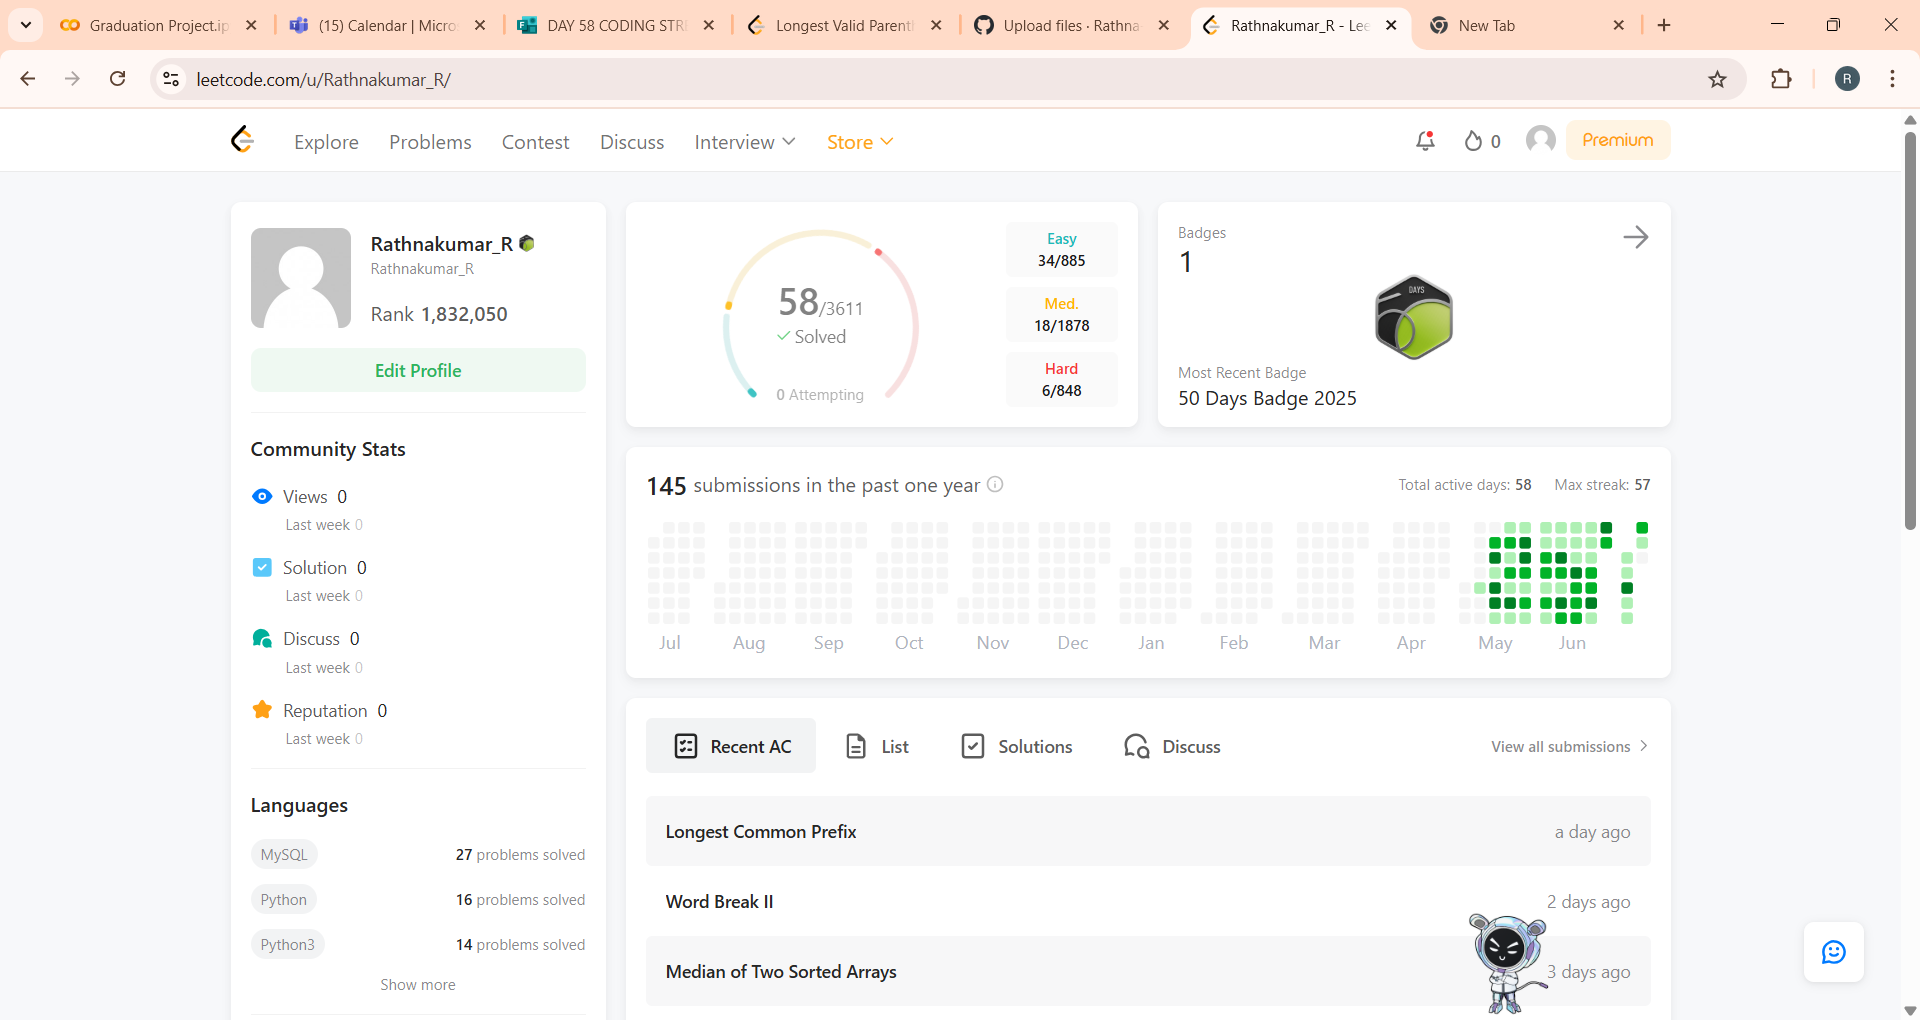 Graduation Project.ip
(15) Calendar | Micro
DAY 58 CODING STR
Longest Valid Parent
Upload files · Rathna
Rathnakumar_R - Lee
New Tab
leetcode.com/u/Rathnakumar_R/
R
Explore
Problems
Contest
Discuss
Interview
Store
0
Premium
Rathnakumar_R
Rathnakumar_R
Rank 1,832,050
Edit Profile
Community Stats
Views 0
Last week 0
Solution 0
Last week 0
Discuss 0
Last week 0
Reputation 0
Last week 0
Languages
MySQL 27 problems solved
Python 16 problems solved
Python3 14 problems solved
Show more
58/3611
Solved
0 Attempting
Easy
34/885
Med.
18/1878
Hard
6/848
Badges
1
DAYS
Most Recent Badge
50 Days Badge 2025
145 submissions in the past one year
Total active days: 58 Max streak: 57
Jul Aug Sep Oct Nov Dec Jan Feb Mar Apr May Jun
Recent AC
List
Solutions
Discuss
View all submissions
Longest Common Prefix a day ago
Word Break II 2 days ago
Median of Two Sorted Arrays 3 days ago